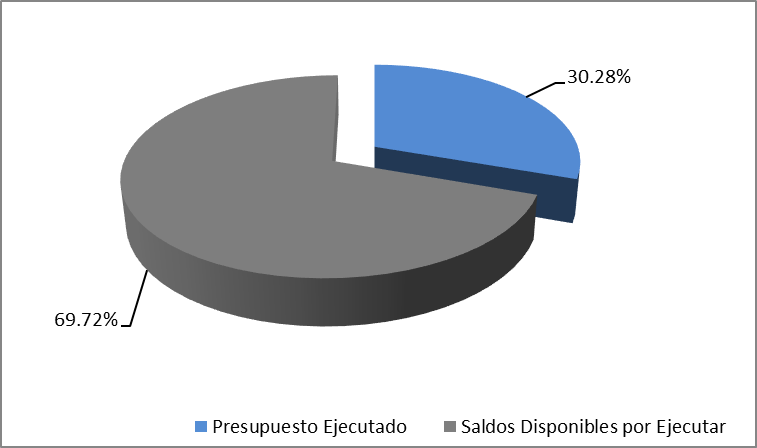 30.28%
69.72%
Presupuesto Ejecutado
Saldos Disponibles por Ejecutar